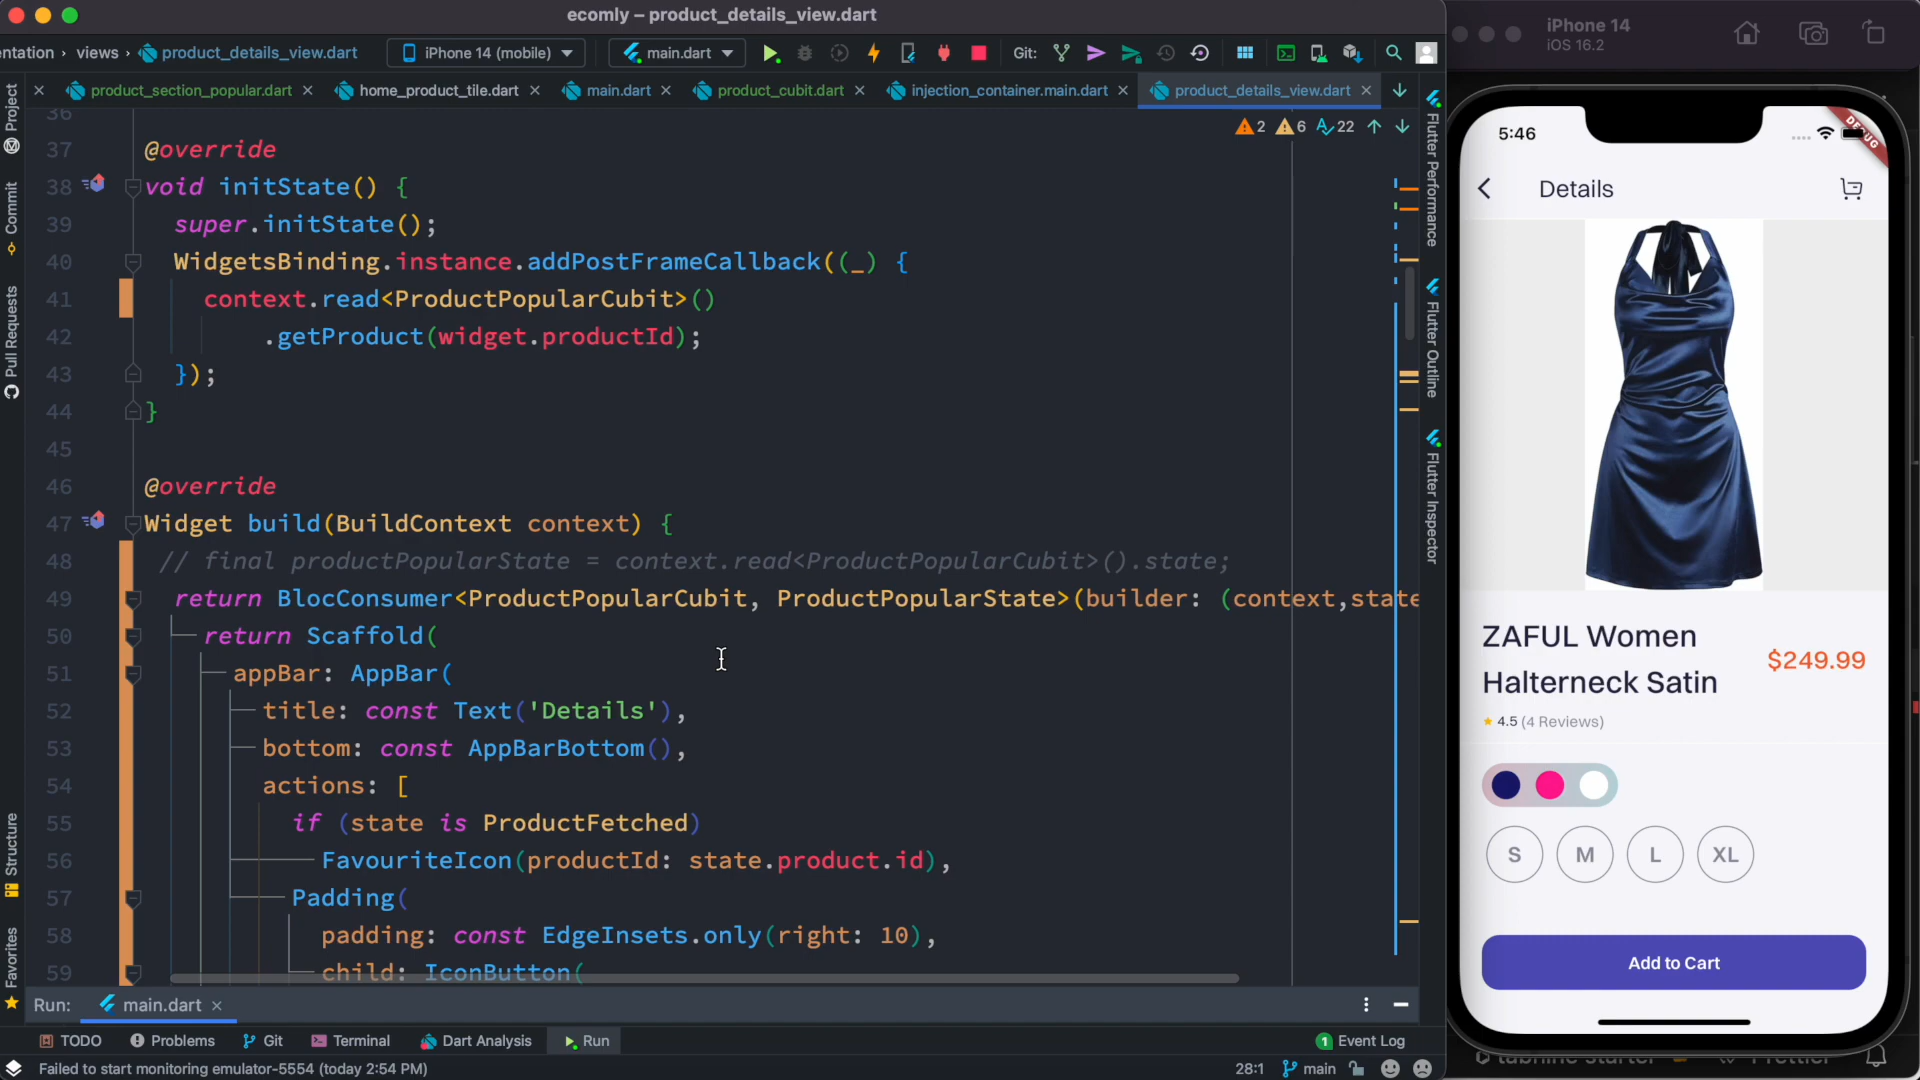 ecomly – product_details_view.dart
entation › views › product_details_view.dart
iPhone 14 (mobile)
main.dart
Git:
product_section_popular.dart
home_product_tile.dart
main.dart
product_cubit.dart
injection_container.main.dart
product_details_view.dart
2 6 22
36
37 @override
38 void initState() {
39 super.initState();
40 WidgetsBinding.instance.addPostFrameCallback((_) {
41 context.read<ProductPopularCubit>()
42 .getProduct(widget.productId);
43 });
44 }
45
46 @override
47 Widget build(BuildContext context) {
48 // final productPopularState = context.read<ProductPopularCubit>().state;
49 return BlocConsumer<ProductPopularCubit, ProductPopularState>(builder: (context,state
50 return Scaffold(
51 appBar: AppBar(
52 title: const Text('Details'),
53 bottom: const AppBarBottom(),
54 actions: [
55 if (state is ProductFetched)
56 FavouriteIcon(productId: state.product.id),
57 Padding(
58 padding: const EdgeInsets.only(right: 10),
59 child: IconButton(
Project
Commit
Pull Requests
Structure
Favorites
Flutter Performance
Flutter Outline
Flutter Inspector
Run: main.dart
TODO
Problems
Git
Terminal
Dart Analysis
Run
1 Event Log
Failed to start monitoring emulator-5554 (today 2:54 PM)
28:1 main
iPhone 14
iOS 16.2
5:46
DEBUG
Details
ZAFUL Women
Halterneck Satin
$249.99
4.5 (4 Reviews)
S M L XL
Add to Cart